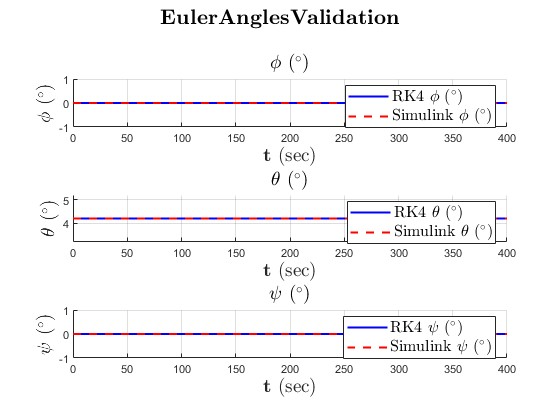 EulerAnglesValidation
ϕ (°)
1
0
-1
ϕ (°)
RK4 ϕ (°)
Simulink ϕ (°)
0 50 100 150 200 250 300 350 400
t (sec)
θ (°)
5
4
θ (°)
RK4 θ (°)
Simulink θ (°)
0 50 100 150 200 250 300 350 400
t (sec)
ψ (°)
1
0
-1
ψ (°)
RK4 ψ (°)
Simulink ψ (°)
0 50 100 150 200 250 300 350 400
t (sec)